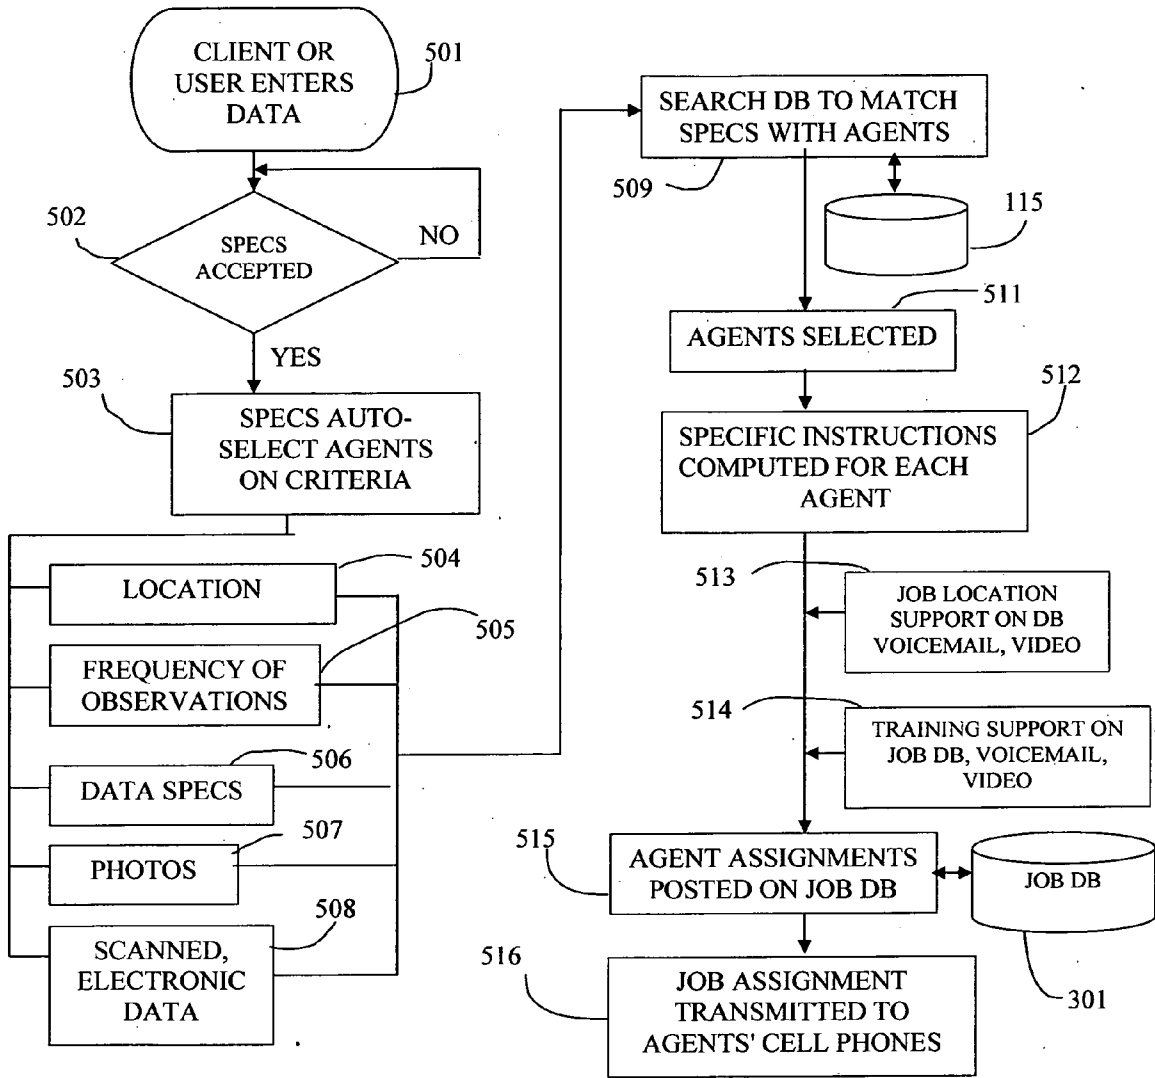 CLIENT OR
USER ENTERS
DATA
501
502
SPECS
ACCEPTED
NO
YES
503
SPECS AUTO-
SELECT AGENTS
ON CRITERIA
LOCATION
504
FREQUENCY OF
OBSERVATIONS
505
DATA SPECS
506
PHOTOS
507
SCANNED,
ELECTRONIC
DATA
508
SEARCH DB TO MATCH
SPECS WITH AGENTS
509
115
511
AGENTS SELECTED
512
SPECIFIC INSTRUCTIONS
COMPUTED FOR EACH
AGENT
513
JOB LOCATION
SUPPORT ON DB
VOICEMAIL, VIDEO
514
TRAINING SUPPORT ON
JOB DB, VOICEMAIL,
VIDEO
515
AGENT ASSIGNMENTS
POSTED ON JOB DB
JOB DB
301
516
JOB ASSIGNMENT
TRANSMITTED TO
AGENTS' CELL PHONES